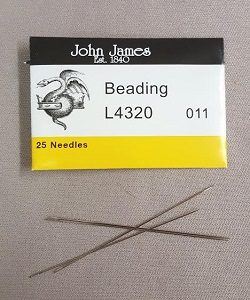 John James
Est. 1840
Beading
L4320 011
25 Needles